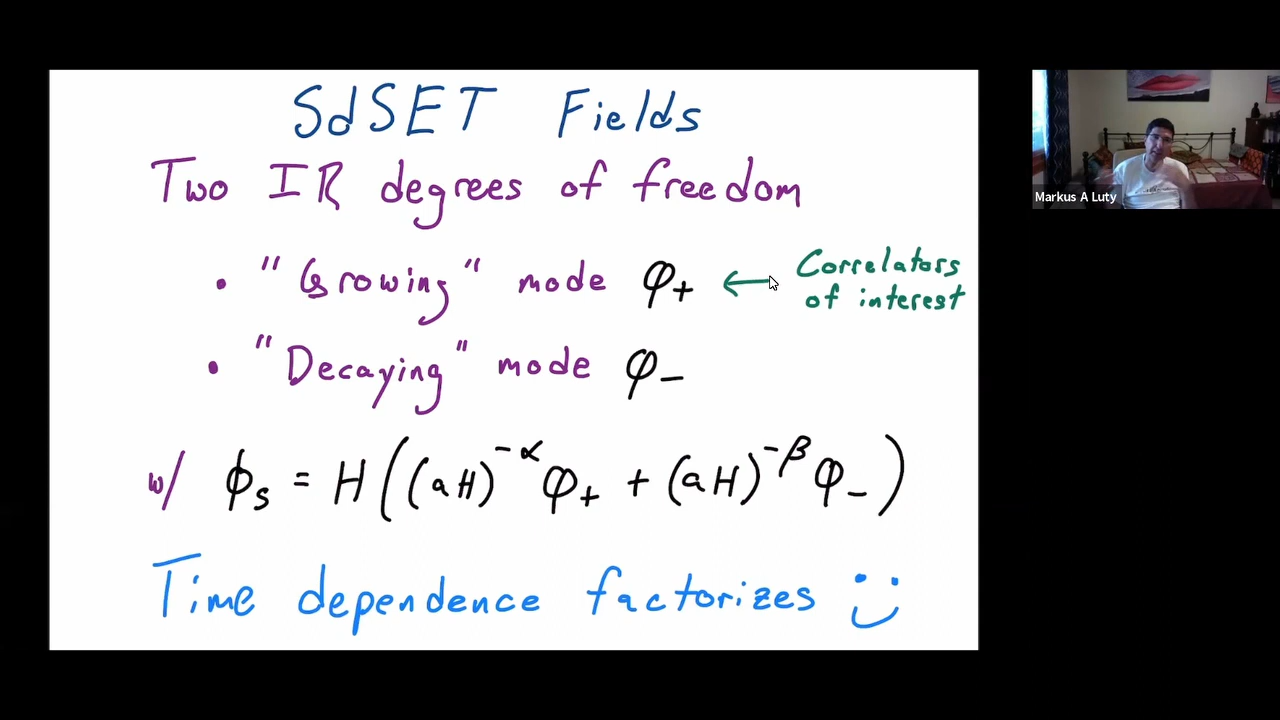 SdSET Fields
Two IR degrees of freedom
• "Growing" mode φ+ ← Correlators
of interest
• "Decaying" mode φ−
w/ ϕs = H((aH)^−α φ+ + (aH)^−β φ−)
Time dependence factorizes :)
Markus A Luty